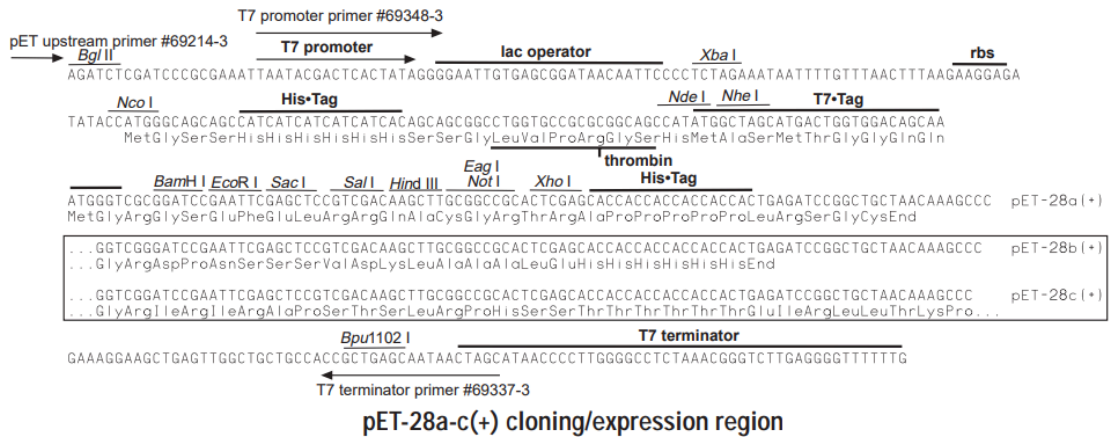 T7 promoter primer #69348-3
pET upstream primer #69214-3
Bgl II T7 promoter lac operator Xba I rbs
AGATCTCGATCCCGCGAAATTAATACGACTCACTATAGGGGAATTGTGAGCGGATAACAATTCCCCTCTAGAAATAATTTTGTTTAACTTTAAGAAGGAGA
Nco I His•Tag Nde I Nhe I T7•Tag
TATACCATGGGCAGCAGCCATCATCATCATCATCACAGCAGCGGCCTGGTGCCGCGCGGCAGCCATATGGCTAGCATGACTGGTGGACAGCAA
MetGlySerSerHisHisHisHisHisHisSerSerGlyLeuValProArgGlySerHisMetAlaSerMetThrGlyGlyGlnGln
thrombin
BamH I EcoR I Sac I Sal I Hind III Eag I Not I Xho I His•Tag
ATGGGTCGCGGATCCGAATTCGAGCTCCGTCGACAAGCTTGCGGCCGCACTCGAGCACCACCACCACCACCACTGAGATCCGGCTGCTAACAAAGCCC pET-28a(+)
MetGlyArgGlySerGluPheGluLeuArgArgGlnAlaCysGlyArgThrArgAlaProProProProProProLeuArgSerGlyCysEnd
...GGTCGGGATCCGAATTCGAGCTCCGTCGACAAGCTTGCGGCCGCACTCGAGCACCACCACCACCACCACTGAGATCCGGCTGCTAACAAAGCCC pET-28b(+)
...GlyArgAspProAsnSerSerSerValAspLysLeuAlaAlaAlaLeuGluHisHisHisHisHisHisEnd
...GGTCGGATCCGAATTCGAGCTCCGTCGACAAGCTTGCGGCCGCACTCGAGCACCACCACCACCACCACTGAGATCCGGCTGCTAACAAAGCCC pET-28c(+)
...GlyArgIleArgIleArgAlaProSerThrSerLeuArgProHisSerSerThrThrThrThrThrThrGluIleArgLeuLeuThrLysPro...
Bpu1102 I T7 terminator
GAAAGGAAGCTGAGTTGGCTGCTGCCACCGCTGAGCAATAACTAGCATAACCCCTTGGGGCCTCTAAACGGGTCTTGAGGGGTTTTTTG
T7 terminator primer #69337-3
pET-28a-c(+) cloning/expression region